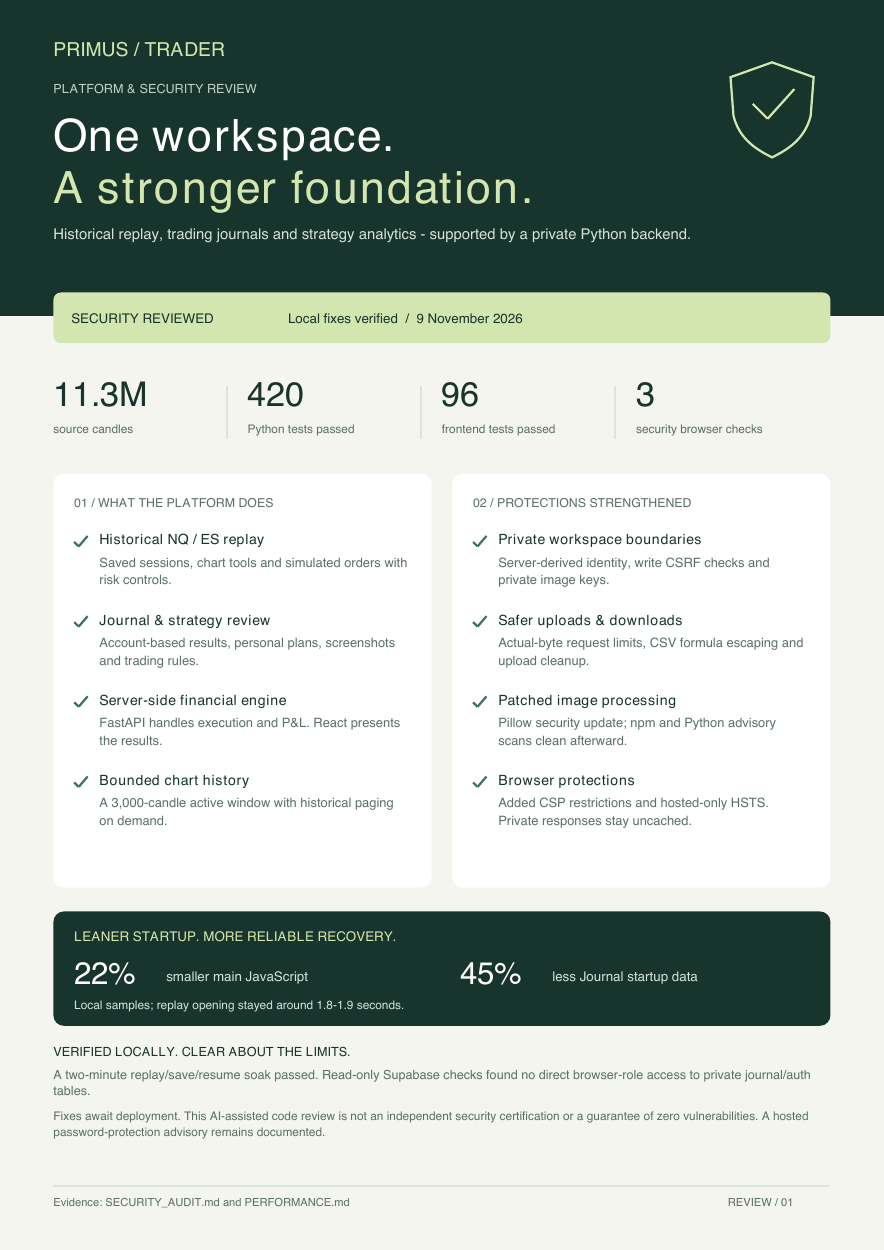 PRIMUS / TRADER
PLATFORM & SECURITY REVIEW
One workspace.
A stronger foundation.
Historical replay, trading journals and strategy analytics - supported by a private Python backend.
SECURITY REVIEWED
Local fixes verified / 9 November 2026
11.3M
source candles
420
Python tests passed
96
frontend tests passed
3
security browser checks
01 / WHAT THE PLATFORM DOES
Historical NQ / ES replay
Saved sessions, chart tools and simulated orders with
risk controls.
Journal & strategy review
Account-based results, personal plans, screenshots
and trading rules.
Server-side financial engine
FastAPI handles execution and P&L. React presents
the results.
Bounded chart history
A 3,000-candle active window with historical paging
on demand.
02 / PROTECTIONS STRENGTHENED
Private workspace boundaries
Server-derived identity, write CSRF checks and
private image keys.
Safer uploads & downloads
Actual-byte request limits, CSV formula escaping and
upload cleanup.
Patched image processing
Pillow security update; npm and Python advisory
scans clean afterward.
Browser protections
Added CSP restrictions and hosted-only HSTS.
Private responses stay uncached.
LEANER STARTUP. MORE RELIABLE RECOVERY.
22%
smaller main JavaScript
45%
less Journal startup data
Local samples; replay opening stayed around 1.8-1.9 seconds.
VERIFIED LOCALLY. CLEAR ABOUT THE LIMITS.
A two-minute replay/save/resume soak passed. Read-only Supabase checks found no direct browser-role access to private journal/auth
tables.
Fixes await deployment. This AI-assisted code review is not an independent security certification or a guarantee of zero vulnerabilities. A hosted
password-protection advisory remains documented.
Evidence: SECURITY_AUDIT.md and PERFORMANCE.md
REVIEW / 01